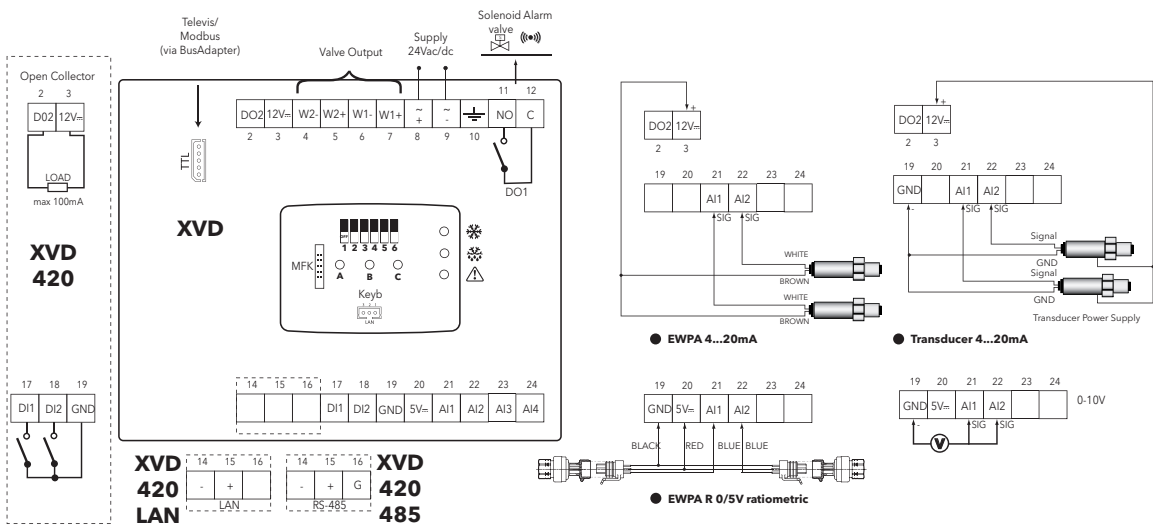 Open Collector
2 3
D02 12V⎓
LOAD
max 100mA
XVD
420
17 18 19
DI1 DI2 GND
Televis/
Modbus
(via BusAdapter)
Valve Output
Supply
24Vac/dc
Solenoid Alarm
valve
11 12
DO2 12V⎓ W2- W2+ W1- W1+ ~ + ~ - NO C
2 3 4 5 6 7 8 9 10
DO1
TTL
XVD
OFF
1 2 3 4 5 6
MFK
A B C
Keyb
LAN
14 15 16 17 18 19 20 21 22 23 24
DI1 DI2 GND 5V⎓ AI1 AI2 AI3 AI4
XVD
420
LAN
14 15 16
- +
LAN
14 15 16
- + G
RS-485
XVD
420
485
+
DO2 12V⎓
2 3
19 20 21 22 23 24
AI1 AI2
SIG SIG
WHITE
BROWN
WHITE
BROWN
● EWPA 4...20mA
+
DO2 12V⎓
2 3
19 20 21 22 23 24
GND AI1 AI2
- SIG SIG
Signal
GND
Signal
GND
Transducer Power Supply
● Transducer 4...20mA
19 20 21 22 23 24
GND 5V⎓ AI1 AI2
BLACK RED BLUE BLUE
● EWPA R 0/5V ratiometric
19 20 21 22 23 24
GND 5V⎓ AI1 AI2
0-10V
- SIG SIG
V